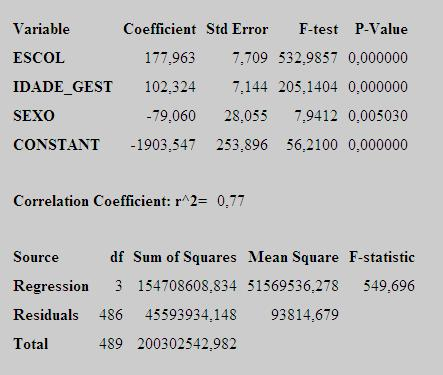 Variable Coefficient Std Error F-test P-Value
ESCOL 177,963 7,709 532,9857 0,000000
IDADE_GEST 102,324 7,144 205,1404 0,000000
SEXO -79,060 28,055 7,9412 0,005030
CONSTANT -1903,547 253,896 56,2100 0,000000
Correlation Coefficient: r^2= 0,77
Source df Sum of Squares Mean Square F-statistic
Regression 3 154708608,834 51569536,278 549,696
Residuals 486 45593934,148 93814,679
Total 489 200302542,982